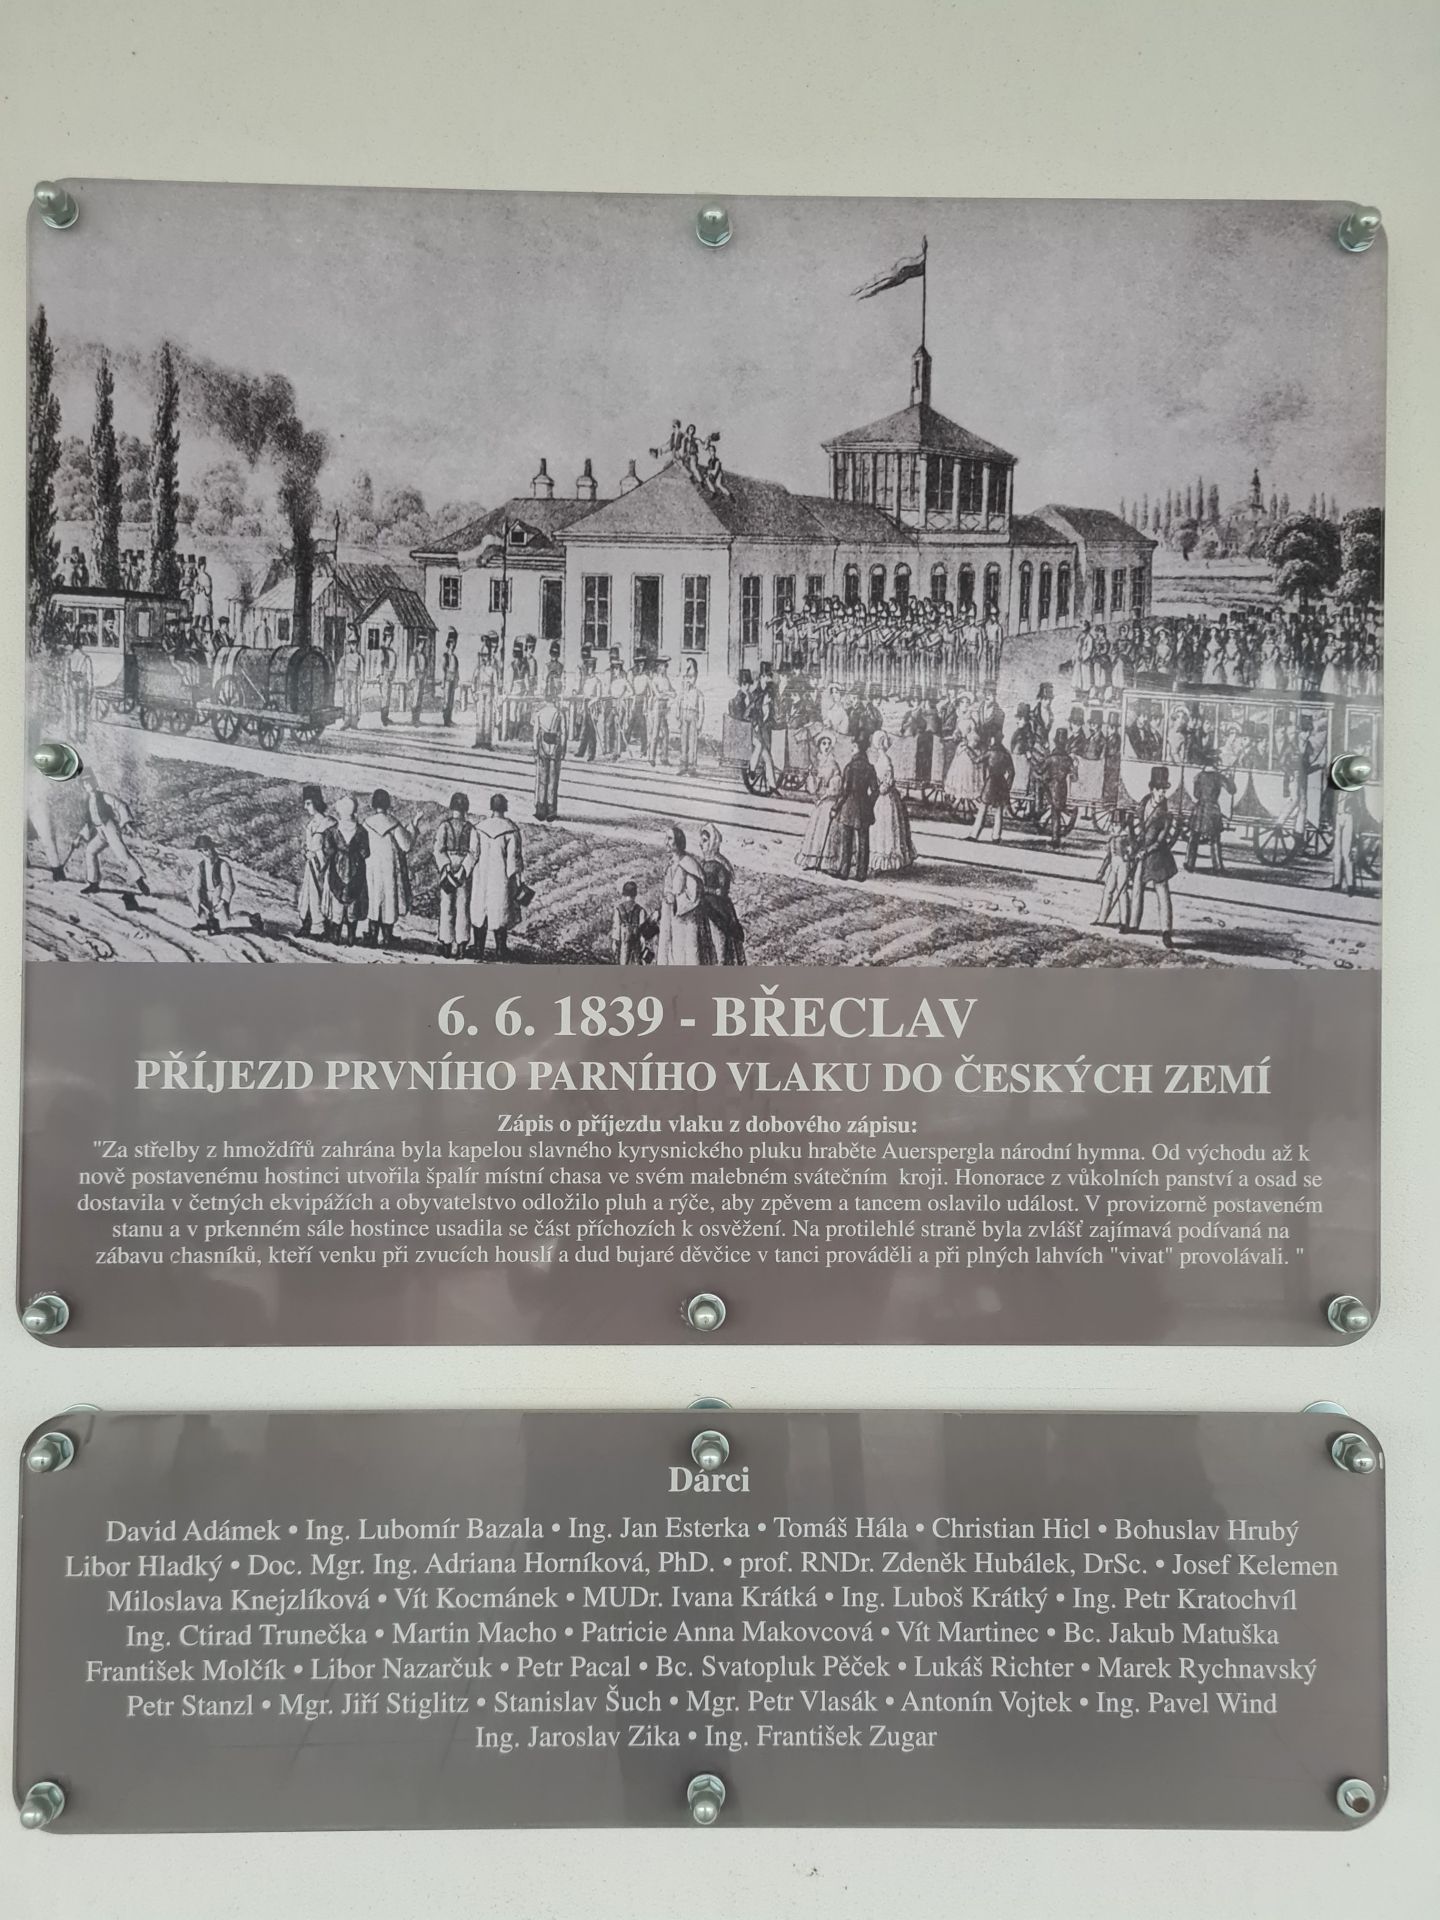 6. 6. 1839 - BŘECLAV
PŘÍJEZD PRVNÍHO PARNÍHO VLAKU DO ČESKÝCH ZEMÍ
Zápis o příjezdu vlaku z dobového zápisu:
"Za střelby z hmoždířů zahrána byla kapelou slavného kyrysnického pluku hraběte Auerspergla národní hymna. Od východu až k
nově postavenému hostinci utvořila špalír místní chasa ve svém malebném svátečním kroji. Honorace z vůkolních panství a osad se
dostavila v četných ekvipážích a obyvatelstvo odložilo pluh a rýče, aby zpěvem a tancem oslavilo událost. V provizorně postaveném
stanu a v prkenném sále hostince usadila se část příchozích k osvěžení. Na protilehlé straně byla zvlášť zajímavá podívaná na
zábavu chasníků, kteří venku při zvucích houslí a dud bujaré děvčice v tanci prováděli a při plných lahvích "vivat" provolávali. "
Dárci
David Adámek • Ing. Lubomír Bazala • Ing. Jan Esterka • Tomáš Hála • Christian Hicl • Bohuslav Hrubý
Libor Hladký • Doc. Mgr. Ing. Adriana Horníková, PhD. • prof. RNDr. Zdeněk Hubálek, DrSc. • Josef Kelemen
Miloslava Knejzlíková • Vít Kocmánek • MUDr. Ivana Krátká • Ing. Luboš Krátký • Ing. Petr Kratochvíl
Ing. Ctirad Trunečka • Martin Macho • Patricie Anna Makovcová • Vít Martinec • Bc. Jakub Matuška
František Molčík • Libor Nazarčuk • Petr Pacal • Bc. Svatopluk Pěček • Lukáš Richter • Marek Rychnavský
Petr Stanzl • Mgr. Jiří Stiglitz • Stanislav Šuch • Mgr. Petr Vlasák • Antonín Vojtek • Ing. Pavel Wind
Ing. Jaroslav Zika • Ing. František Zugar